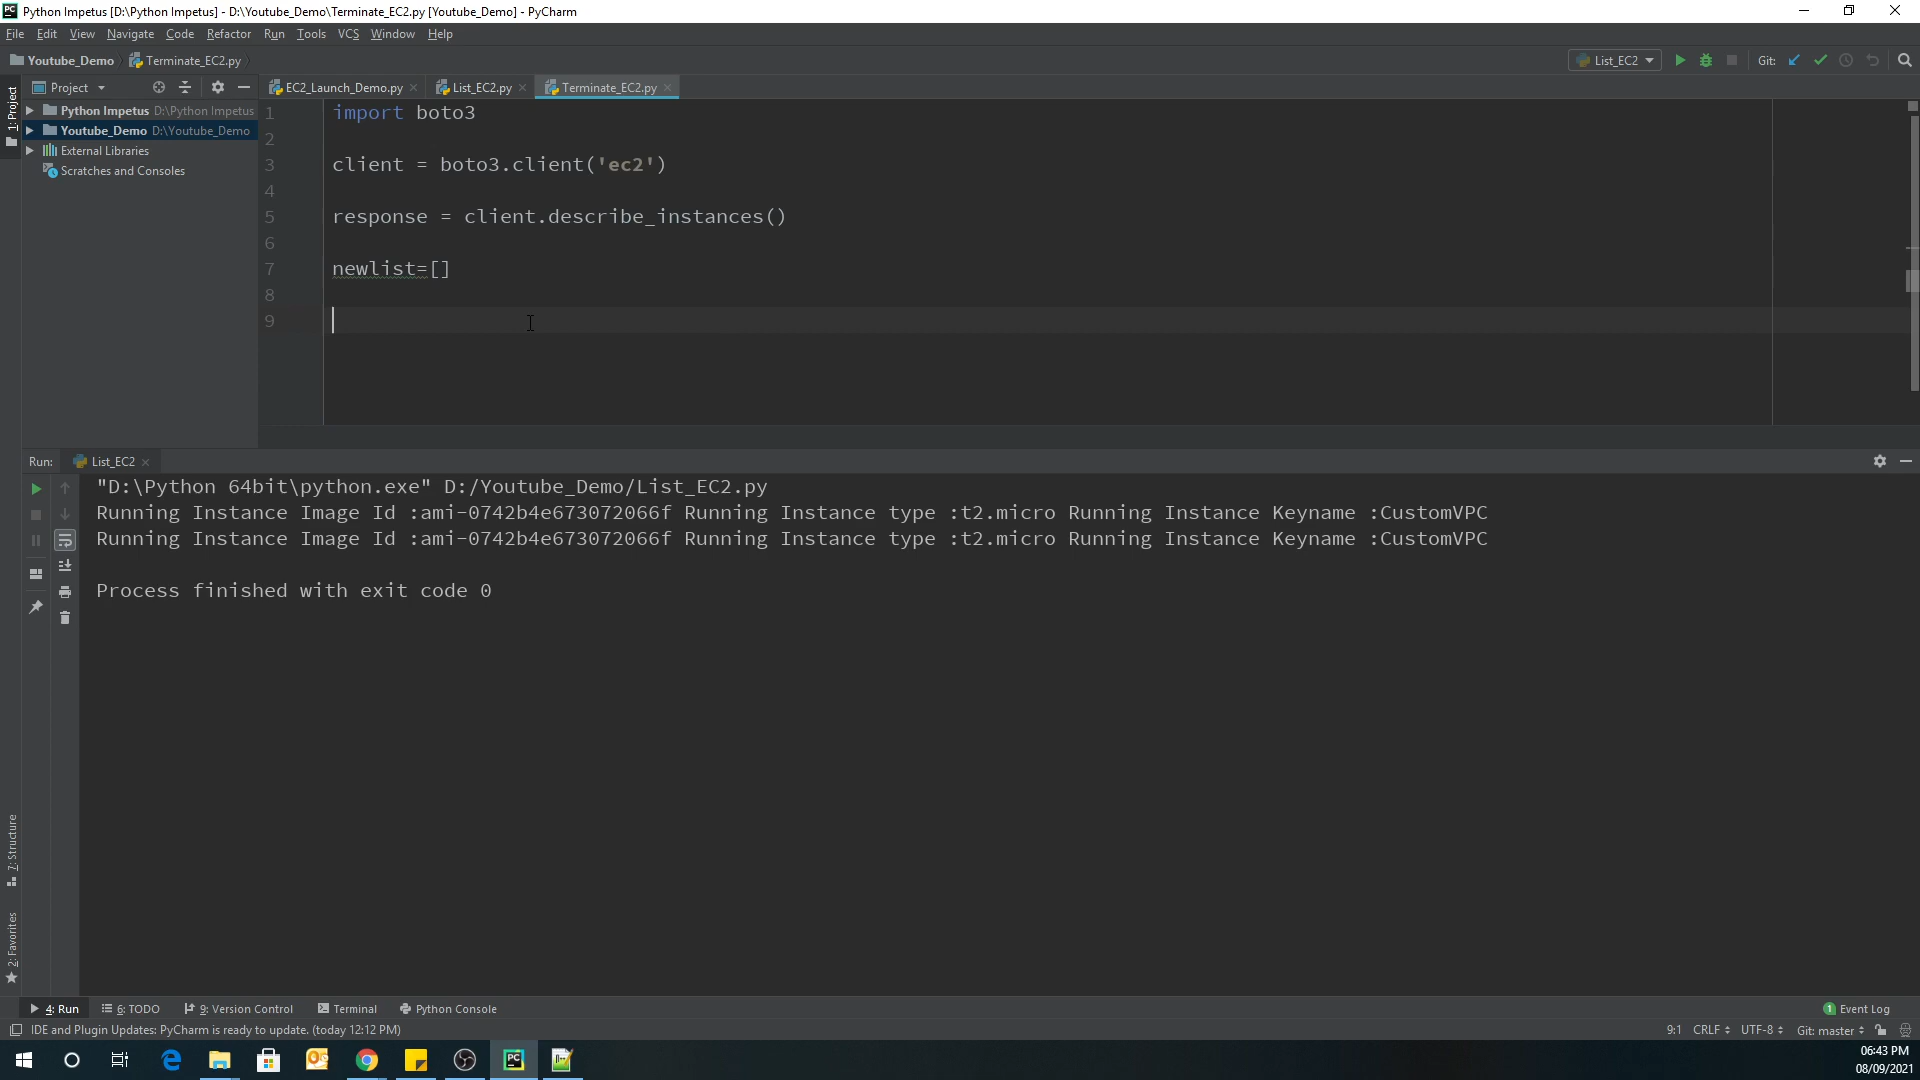 Python Impetus [D:\Python Impetus] - D:\Youtube_Demo\Terminate_EC2.py [Youtube_Demo] - PyCharm
File Edit View Navigate Code Refactor Run Tools VCS Window Help
Youtube_Demo Terminate_EC2.py List_EC2 Git:
Project EC2_Launch_Demo.py List_EC2.py Terminate_EC2.py
1: Project
Python Impetus D:\Python Impetus
Youtube_Demo D:\Youtube_Demo
External Libraries
Scratches and Consoles
1 import boto3
2
3 client = boto3.client('ec2')
4
5 response = client.describe_instances()
6
7 newlist=[]
8
9
Run: List_EC2
"D:\Python 64bit\python.exe" D:/Youtube_Demo/List_EC2.py
Running Instance Image Id :ami-0742b4e673072066f Running Instance type :t2.micro Running Instance Keyname :CustomVPC
Running Instance Image Id :ami-0742b4e673072066f Running Instance type :t2.micro Running Instance Keyname :CustomVPC
Process finished with exit code 0
7: Structure
2: Favorites
4: Run 6: TODO 9: Version Control Terminal Python Console 1 Event Log
IDE and Plugin Updates: PyCharm is ready to update. (today 12:12 PM) 9:1 CRLF UTF-8 Git: master
06:43 PM
08/09/2021